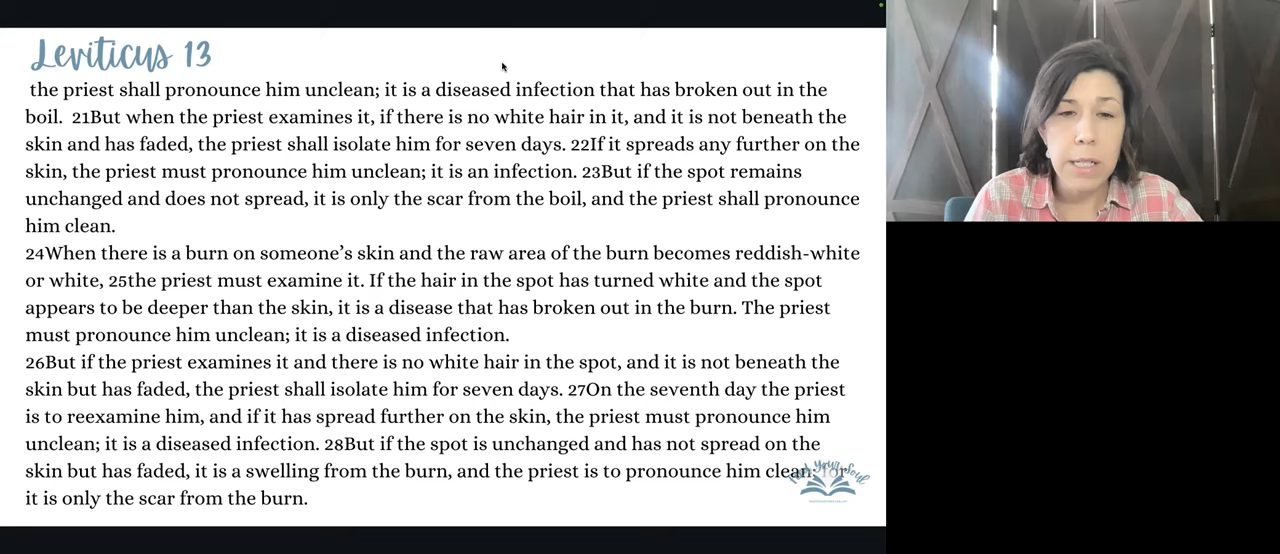 Leviticus 13
the priest shall pronounce him unclean; it is a diseased infection that has broken out in the
boil. 21But when the priest examines it, if there is no white hair in it, and it is not beneath the
skin and has faded, the priest shall isolate him for seven days. 22If it spreads any further on the
skin, the priest must pronounce him unclean; it is an infection. 23But if the spot remains
unchanged and does not spread, it is only the scar from the boil, and the priest shall pronounce
him clean.
24When there is a burn on someone’s skin and the raw area of the burn becomes reddish-white
or white, 25the priest must examine it. If the hair in the spot has turned white and the spot
appears to be deeper than the skin, it is a disease that has broken out in the burn. The priest
must pronounce him unclean; it is a diseased infection.
26But if the priest examines it and there is no white hair in the spot, and it is not beneath the
skin but has faded, the priest shall isolate him for seven days. 27On the seventh day the priest
is to reexamine him, and if it has spread further on the skin, the priest must pronounce him
unclean; it is a diseased infection. 28But if the spot is unchanged and has not spread on the
skin but has faded, it is a swelling from the burn, and the priest is to pronounce him clean; for
it is only the scar from the burn.
Your Soul